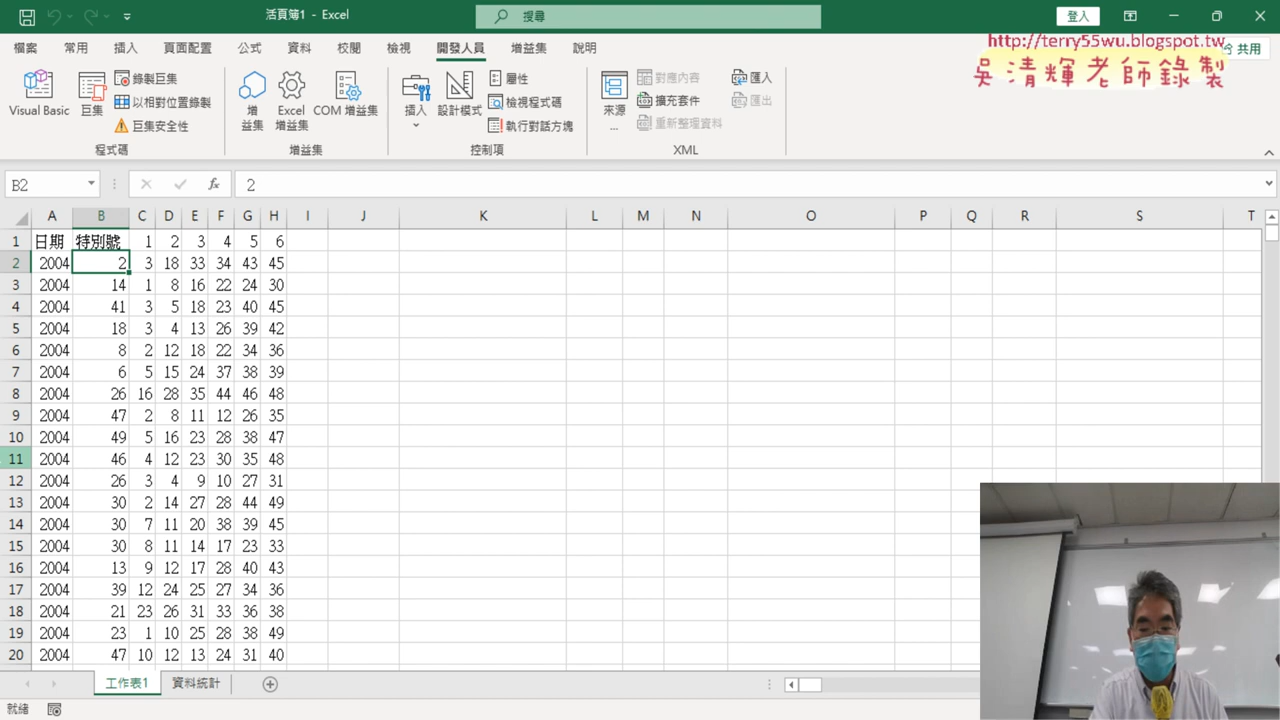 活頁簿1 - Excel
搜尋
登入
檔案 常用 插入 頁面配置 公式 資料 校閱 檢視 開發人員 增益集 說明
共用
http://terry55wu.blogspot.tw
吳清輝老師錄製
Visual Basic
巨集
錄製巨集
以相對位置錄製
巨集安全性
程式碼
增益集
Excel 增益集
COM 增益集
增益集
插入
設計模式
屬性
檢視程式碼
執行對話方塊
控制項
來源...
對應內容
擴充套件
重新整理資料
匯入
匯出
XML
B2
fx
2
A B C D E F G H I J K L M N O P Q R S T
1 日期 特別號 1 2 3 4 5 6
2 2004 2 3 18 33 34 43 45
3 2004 14 1 8 16 22 24 30
4 2004 41 3 5 18 23 40 45
5 2004 18 3 4 13 26 39 42
6 2004 8 2 12 18 22 34 36
7 2004 6 5 15 24 37 38 39
8 2004 26 16 28 35 44 46 48
9 2004 47 2 8 11 12 26 35
10 2004 49 5 16 23 28 38 47
11 2004 46 4 12 23 30 35 48
12 2004 26 3 4 9 10 27 31
13 2004 30 2 14 27 28 44 49
14 2004 30 7 11 20 38 39 45
15 2004 30 8 11 14 17 23 33
16 2004 13 9 12 17 28 40 43
17 2004 39 12 24 25 27 34 36
18 2004 21 23 26 31 33 36 38
19 2004 23 1 10 25 28 38 49
20 2004 47 10 12 13 24 31 40
工作表1 資料統計
就緒